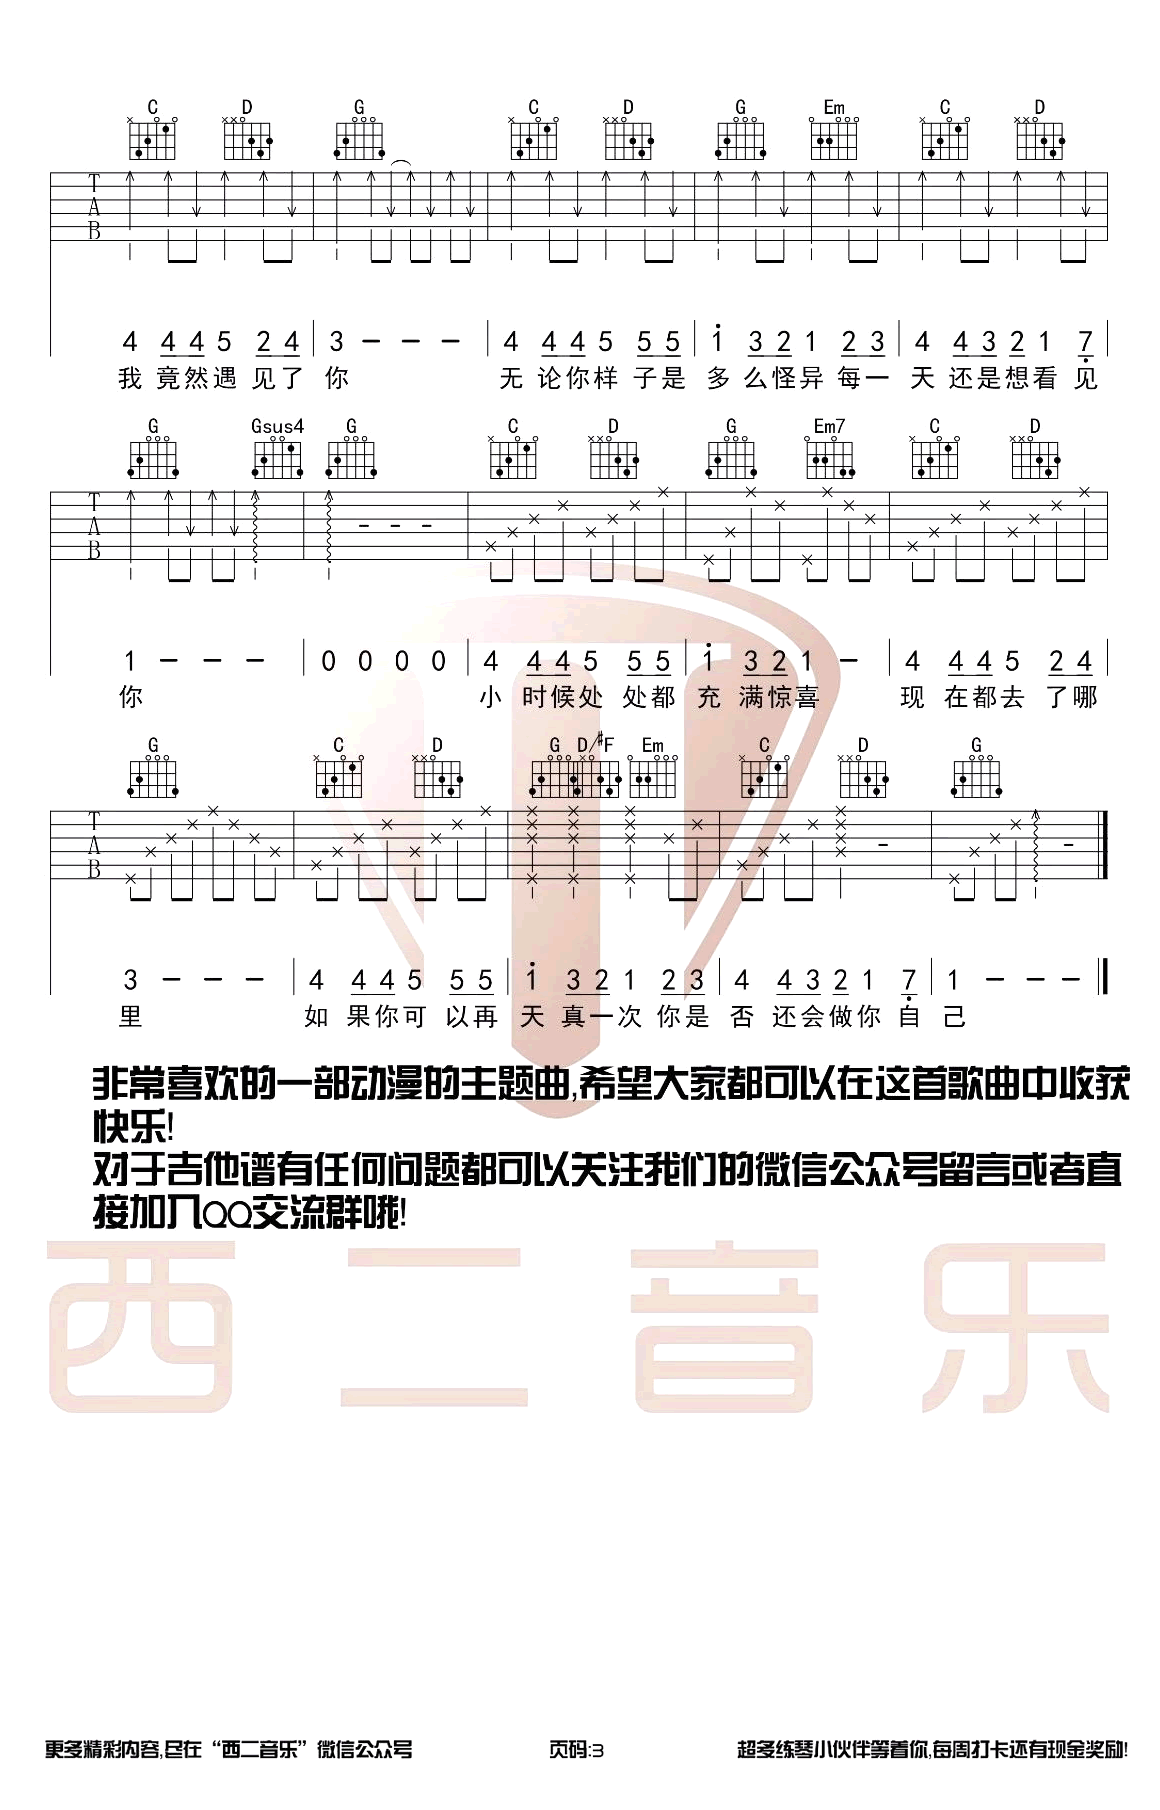 C D G C D G Em C D
T A B
4 4 4 5 2 4 3 - - - 4 4 4 5 5 5 1 3 2 1 2 3 4 4 3 2 1 7
我 竟然遇 见了 你 无 论你样 子是 多 么怪异 每一 天 还是想看 见
G Gsus4 G C D G Em7 C D
T A B
1 - - - 0 0 0 0 4 4 4 5 5 5 1 3 2 1 - 4 4 4 5 2 4
你 小 时候处 处都 充 满惊喜 现 在都去 了哪
G C D G D/#F Em C D G
T A B
3 - - - 4 4 4 5 5 5 1 3 2 1 2 3 4 4 3 2 1 7 1 - - -
里 如 果你可 以再 天 真一次 你是 否 还会做你 自 己
非常喜欢的一部动漫的主题曲,希望大家都可以在这首歌曲中收获
快乐!
对于吉他谱有任何问题都可以关注我们的微信公众号留言或者直
接加入QQ交流群哦!
西二音乐
更多精彩内容,尽在“西二音乐”微信公众号 页码:3 超多练琴小伙伴等着你,每周打卡还有现金奖励!